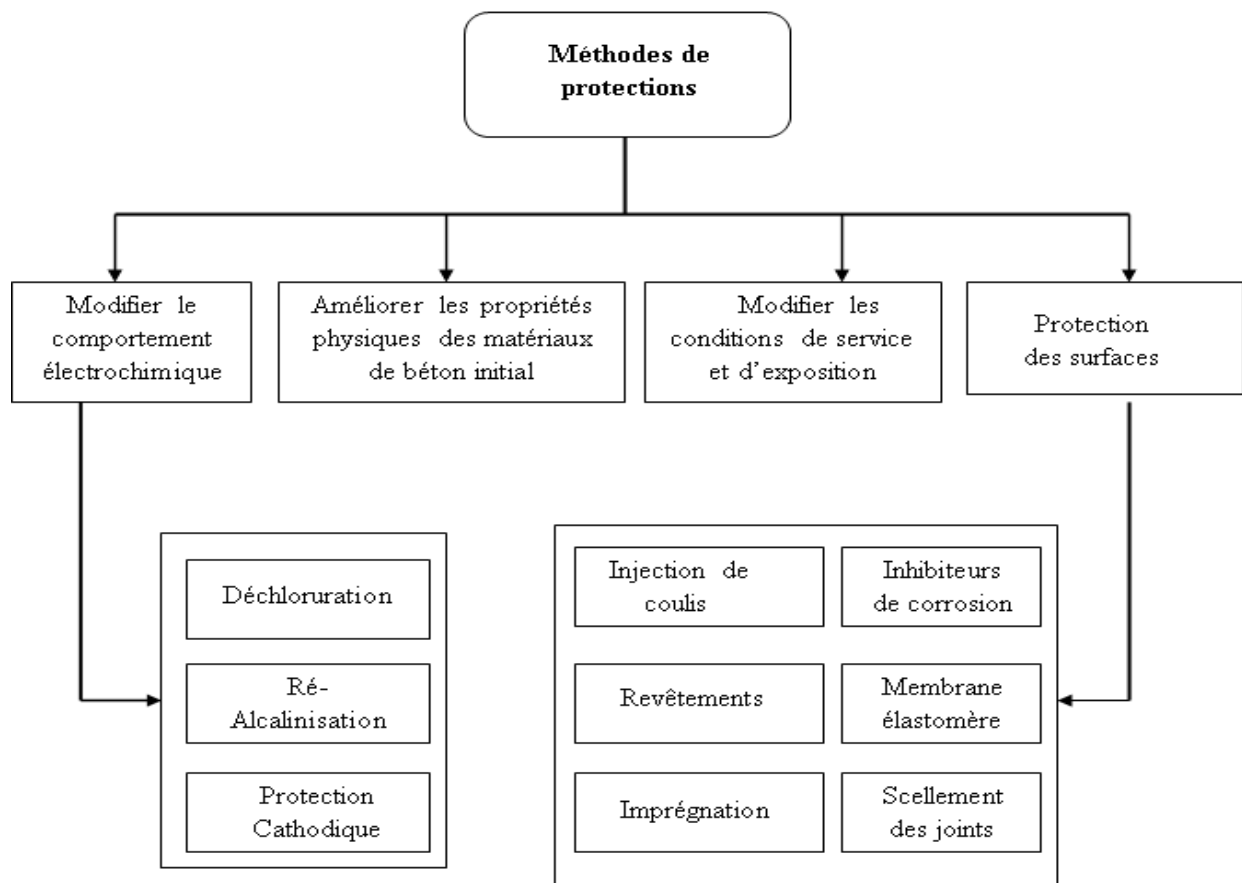 Méthodes de
protections
Modifier le
comportement
électrochimique
Améliorer les propriétés
physiques des matériaux
de béton initial
Modifier les
conditions de service
et d’exposition
Protection
des surfaces
Déchloruration
Ré-
Alcalinisation
Protection
Cathodique
Injection de
coulis
Inhibiteurs
de corrosion
Revêtements
Membrane
élastomère
Imprégnation
Scellement
des joints